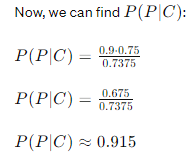 Now, we can find P(P|C):
P(P|C) = 0.9·0.75 / 0.7375
P(P|C) = 0.675 / 0.7375
P(P|C) ≈ 0.915